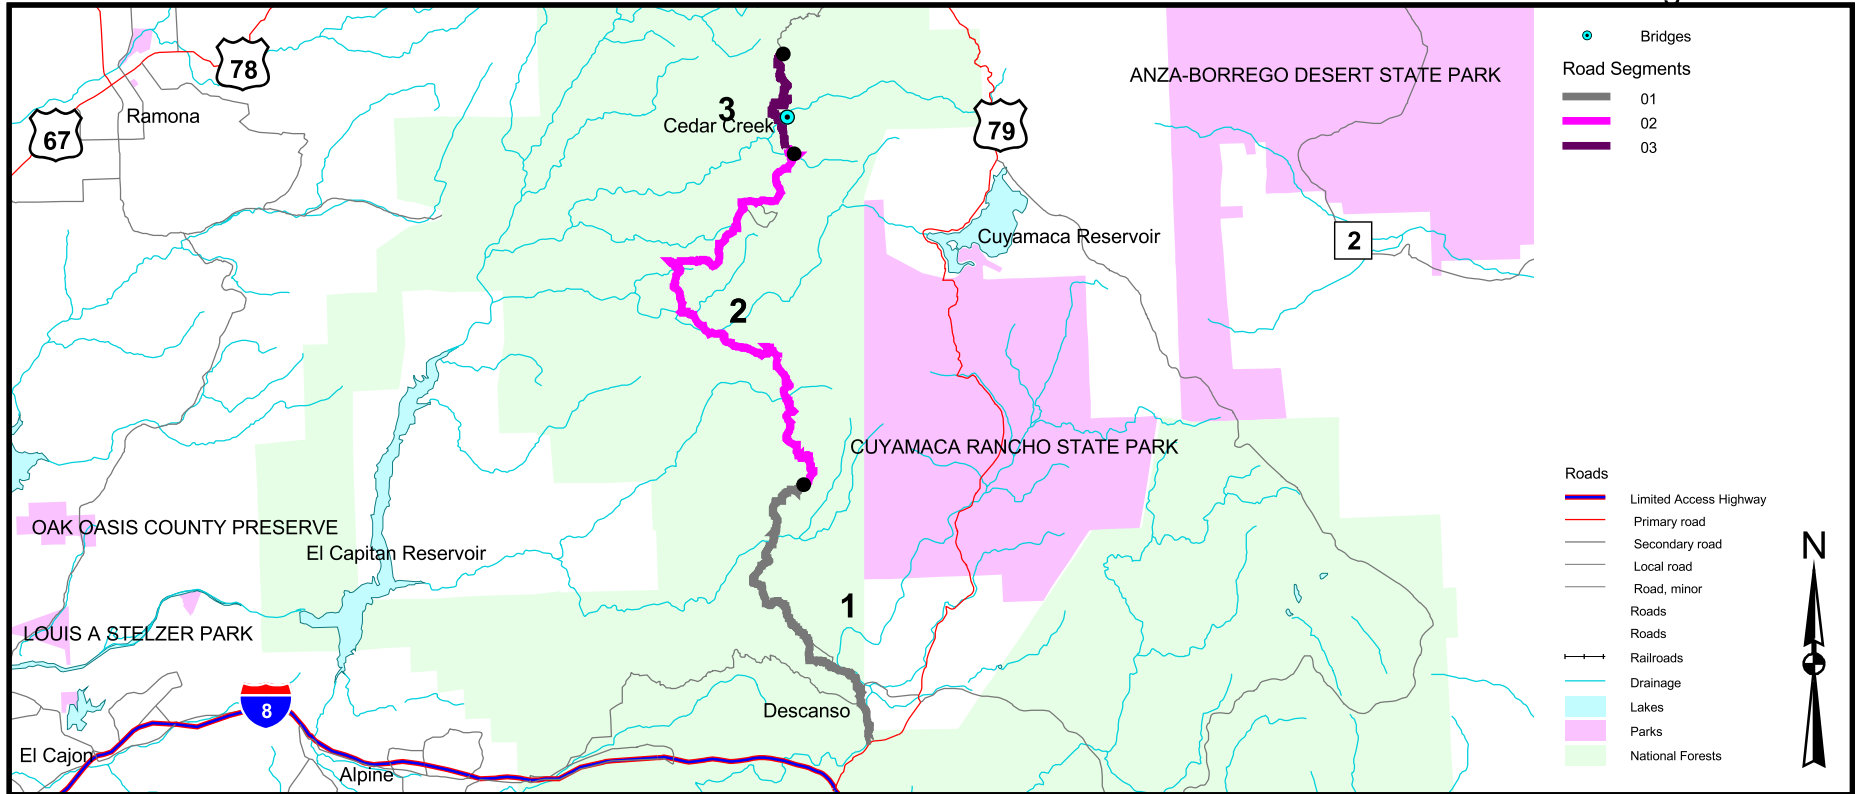 78
67
Ramona
3
Cedar Creek
79
ANZA-BORREGO DESERT STATE PARK
Cuyamaca Reservoir
2
2
CUYAMACA RANCHO STATE PARK
OAK OASIS COUNTY PRESERVE
El Capitan Reservoir
1
LOUIS A STELZER PARK
8
Descanso
El Cajon
Alpine
Bridges
Road Segments
01
02
03
Roads
Limited Access Highway
Primary road
Secondary road
Local road
Road, minor
Roads
Roads
Railroads
Drainage
Lakes
Parks
National Forests
N